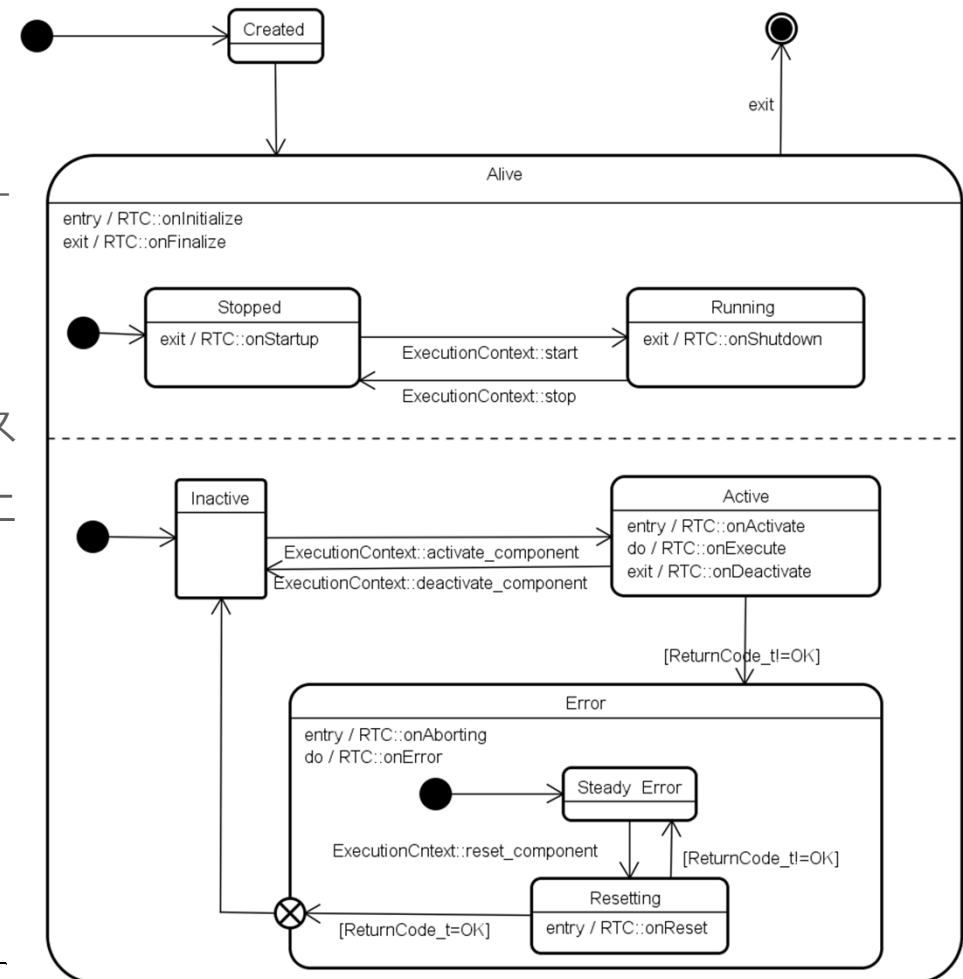 Created
exit
Alive
entry / RTC::onInitialize
exit / RTC::onFinalize
Stopped
exit / RTC::onStartup
Running
exit / RTC::onShutdown
ExecutionContext::start
ExecutionContext::stop
ス
Inactive
Active
entry / RTC::onActivate
do / RTC::onExecute
exit / RTC::onDeactivate
ExecutionContext::activate_component
ExecutionContext::deactivate_component
[ReturnCode_t!=OK]
Error
entry / RTC::onAborting
do / RTC::onError
Steady Error
ExecutionCntext::reset_component
[ReturnCode_t!=OK]
Resetting
entry / RTC::onReset
[ReturnCode_t=OK]